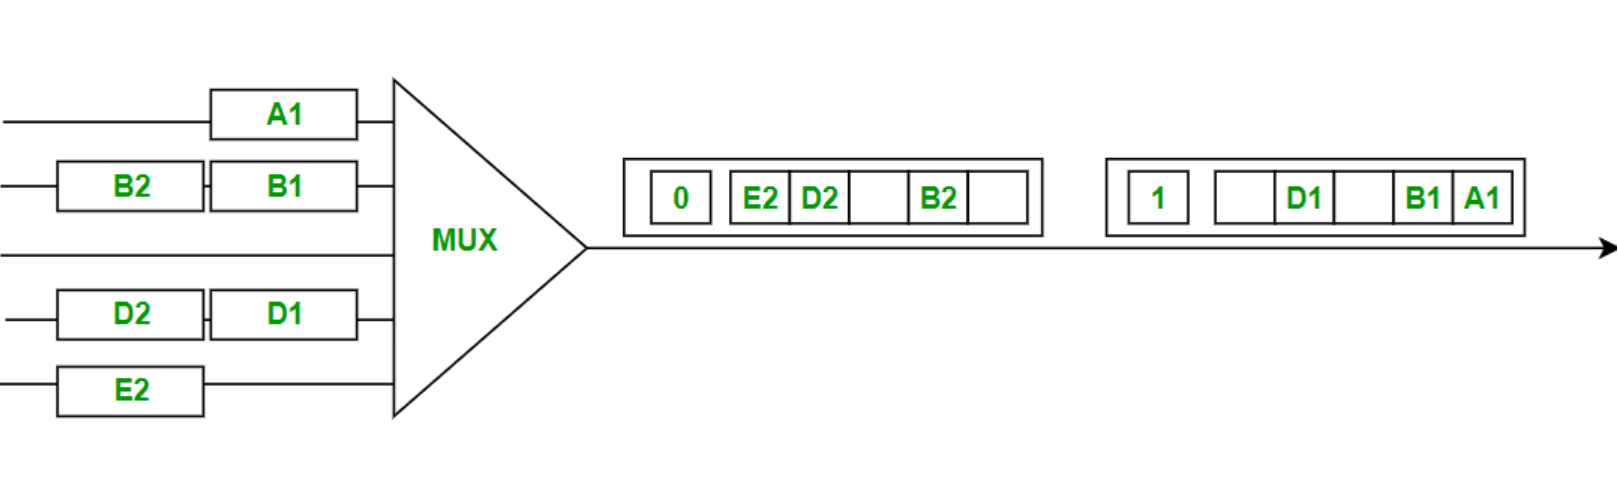 A1
B2 B1
MUX
D2 D1
E2
0 E2 D2 B2
1 D1 B1 A1